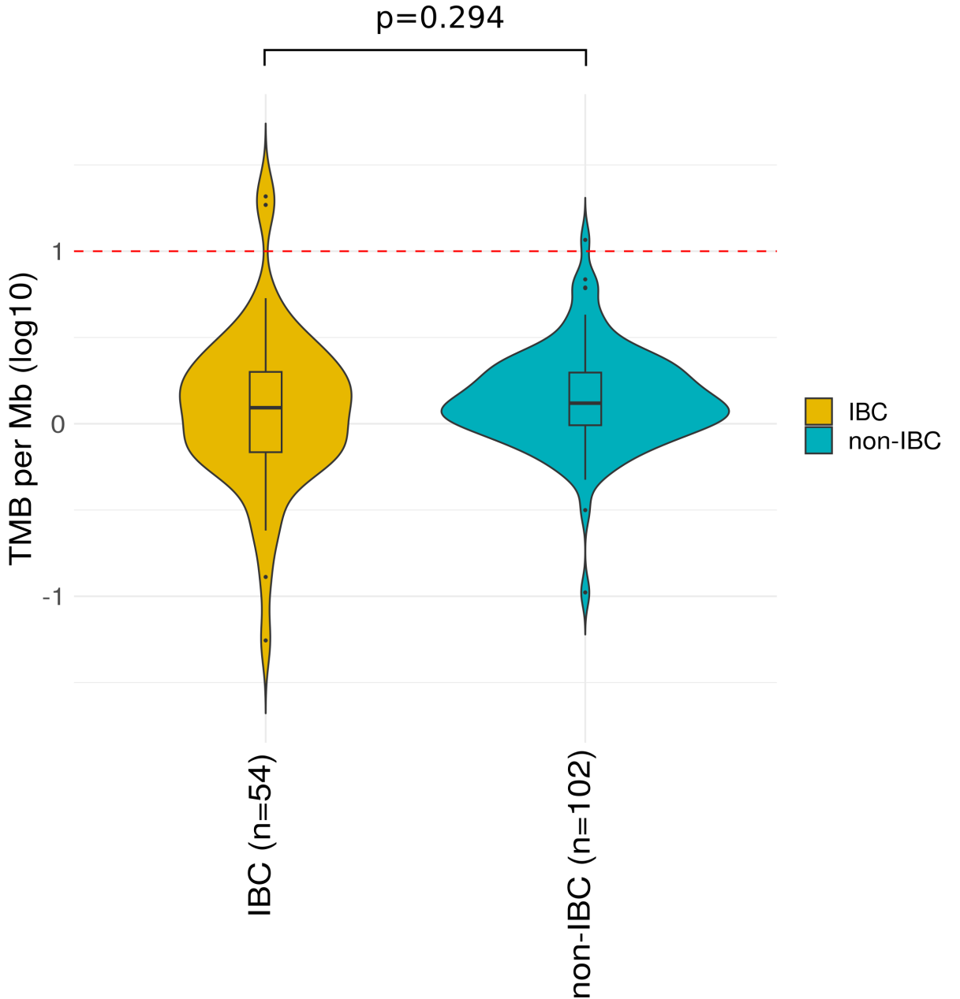 p=0.294
TMB per Mb (log10)
1
0
-1
IBC (n=54)
non-IBC (n=102)
IBC
non-IBC